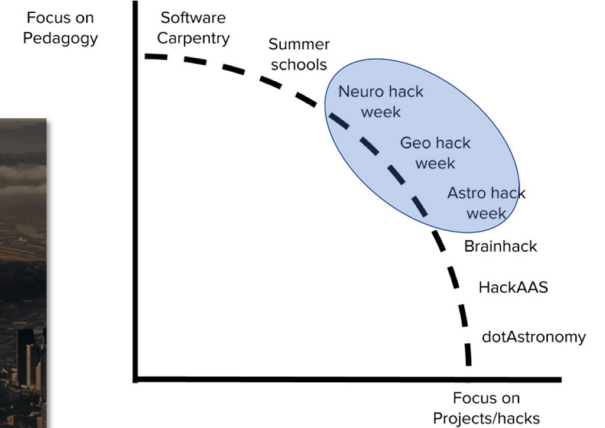 Focus on
Pedagogy
Software
Carpentry
Summer
schools
Neuro hack
week
Geo hack
week
Astro hack
week
Brainhack
HackAAS
dotAstronomy
Focus on
Projects/hacks